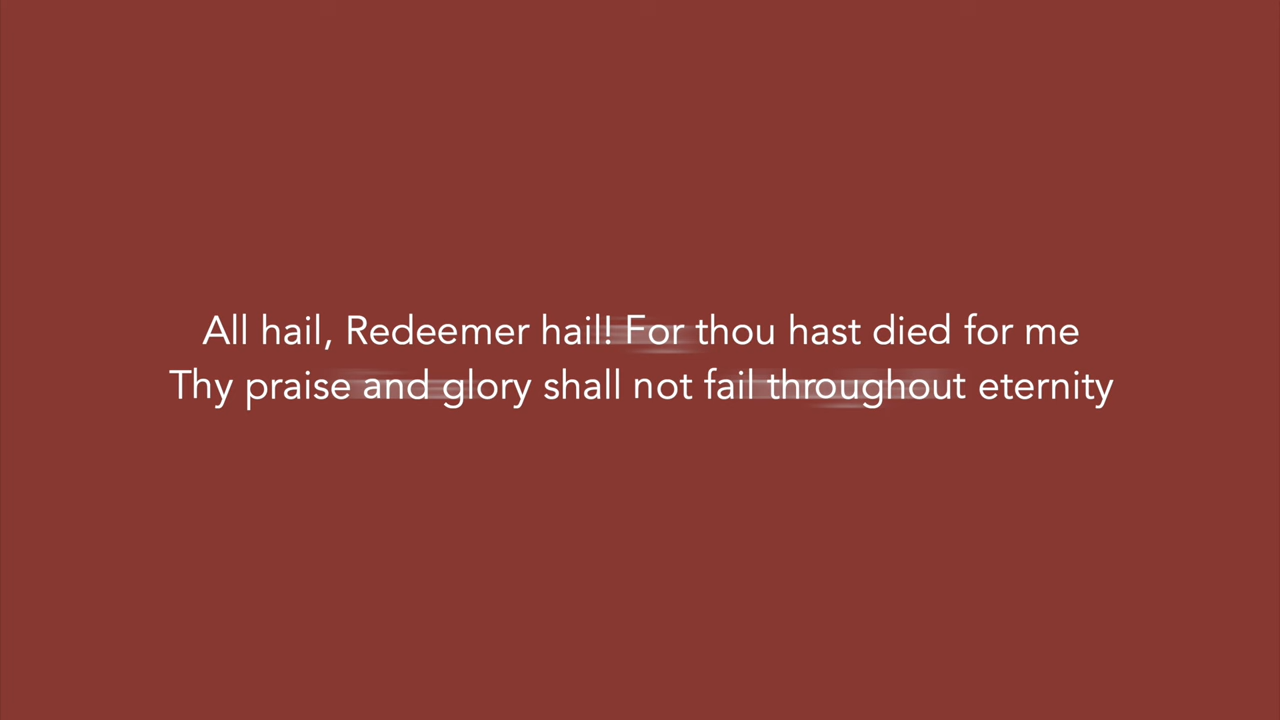 All hail, Redeemer hail! For thou hast died for me
Thy praise and glory shall not fail throughout eternity